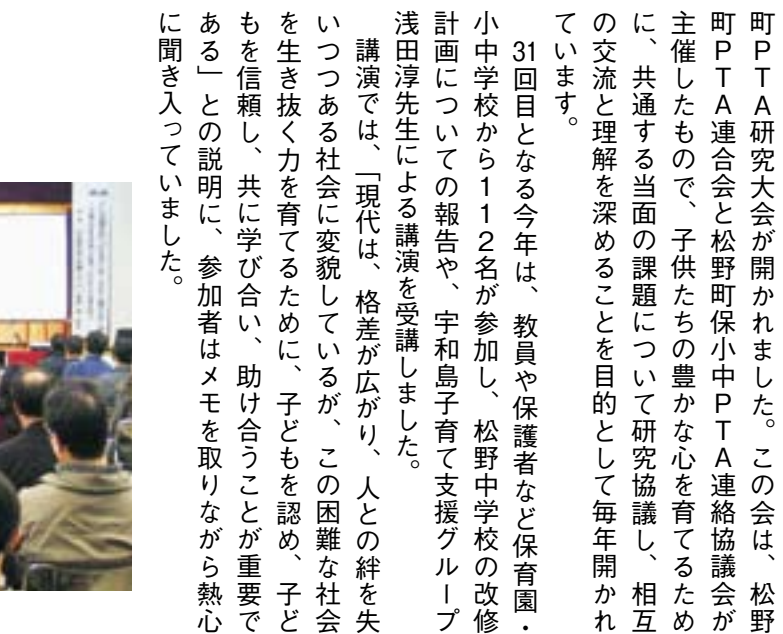 町ＰＴＡ研究大会が開かれました。この会は、松野
町ＰＴＡ連合会と松野町保小中ＰＴＡ連絡協議会が
主催したもので、子供たちの豊かな心を育てるため
に、共通する当面の課題について研究協議し、相互
の交流と理解を深めることを目的として毎年開かれ
ています。
　31回目となる今年は、教員や保護者など保育園・
小中学校から１１２名が参加し、松野中学校の改修
計画についての報告や、宇和島子育て支援グループ
浅田淳先生による講演を受講しました。
　講演では、「現代は、格差が広がり、人との絆を失
いつつある社会に変貌しているが、この困難な社会
を生き抜く力を育てるために、子どもを認め、子ど
もを信頼し、共に学び合い、助け合うことが重要で
ある」との説明に、参加者はメモを取りながら熱心
に聞き入っていました。